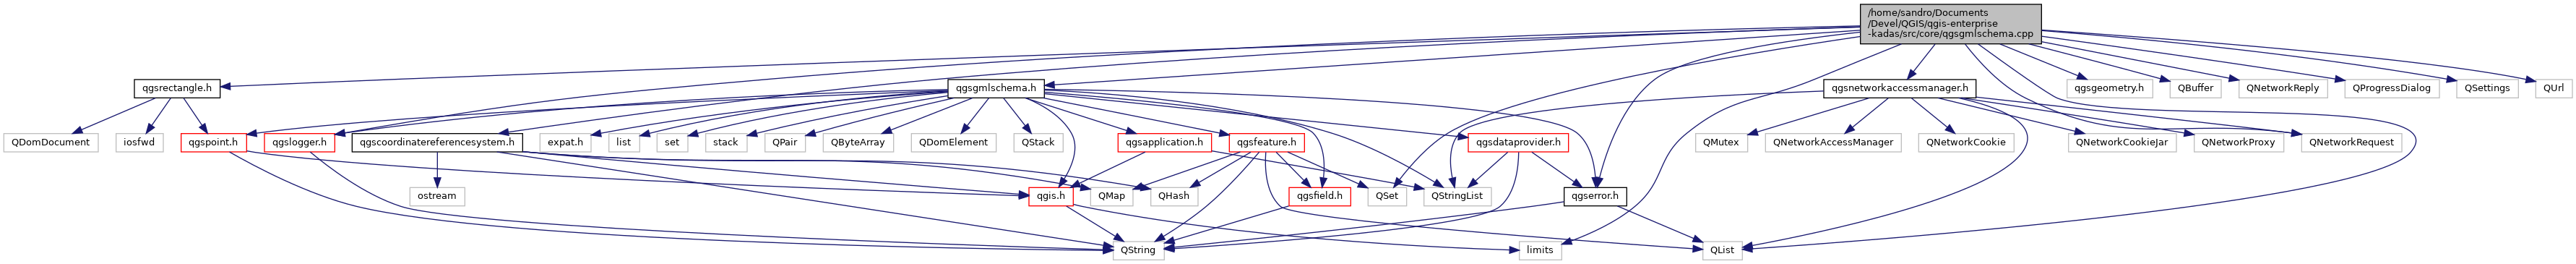 /home/sandro/Documents
/Devel/QGIS/qgis-enterprise
-kadas/src/core/qgsgmlschema.cpp
qgsrectangle.h
qgsgmlschema.h
qgsnetworkaccessmanager.h
qgsgeometry.h
QBuffer
QNetworkReply
QProgressDialog
QSettings
QUrl
QDomDocument
iosfwd
qgspoint.h
qgslogger.h
qgscoordinatereferencesystem.h
expat.h
list
set
stack
QPair
QByteArray
QDomElement
QStack
qgsapplication.h
qgsfeature.h
qgsdataprovider.h
QMutex
QNetworkAccessManager
QNetworkCookie
QNetworkCookieJar
QNetworkProxy
QNetworkRequest
ostream
qgis.h
QMap
QHash
qgsfield.h
QSet
QStringList
qgserror.h
QString
limits
QList